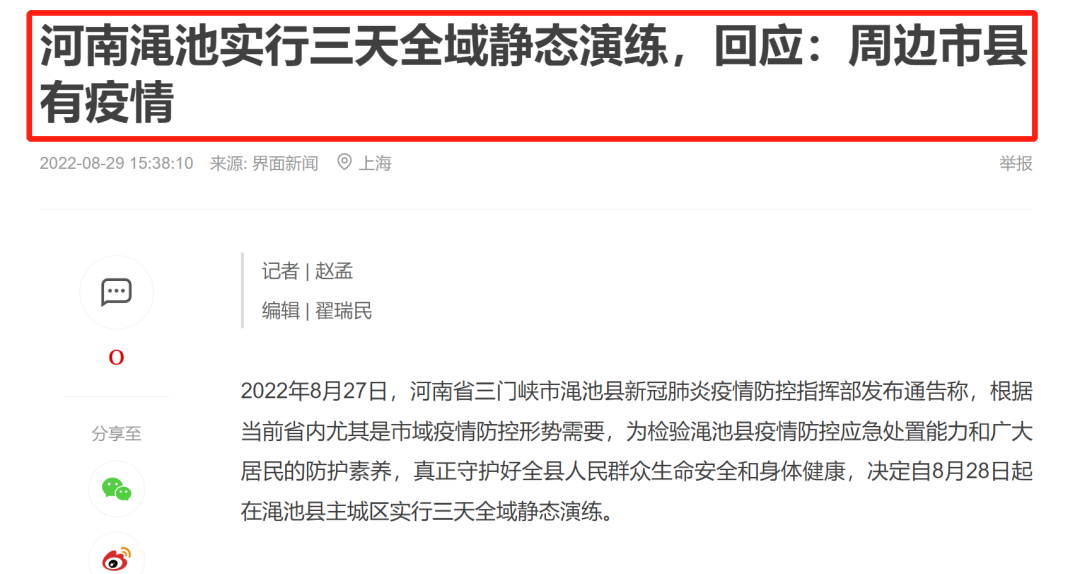 河南渑池实行三天全域静态演练，回应：周边市县
有疫情
2022-08-29 15:38:10 来源: 界面新闻 上海 举报
记者 | 赵孟
编辑 | 翟瑞民
0
分享至
2022年8月27日，河南省三门峡市渑池县新冠肺炎疫情防控指挥部发布通告称，根据
当前省内尤其是市域疫情防控形势需要，为检验渑池县疫情防控应急处置能力和广大
居民的防护素养，真正守护好全县人民群众生命安全和身体健康，决定自8月28日起
在渑池县主城区实行三天全域静态演练。